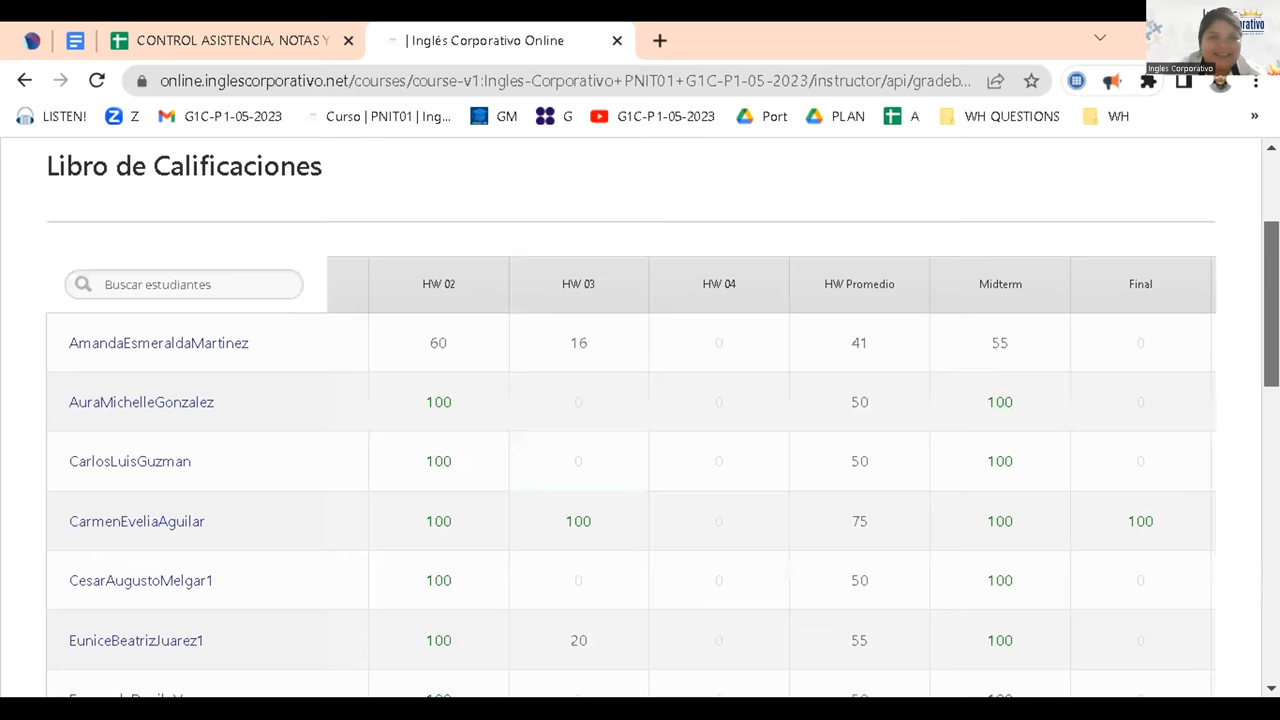 CONTROL ASISTENCIA, NOTAS Y
| Inglés Corporativo Online
online.inglescorporativo.net/courses/course-v1:Ingles-Corporativo+PNIT01+G1C-P1-05-2023/instructor/api/gradeb...
Ingles Corporativo
LISTEN!
Z
G1C-P1-05-2023
Curso | PNIT01 | Ing...
GM
G
G1C-P1-05-2023
Port
PLAN
A
WH QUESTIONS
WH
»
Libro de Calificaciones
Buscar estudiantes
HW 02 HW 03 HW 04 HW Promedio Midterm Final
AmandaEsmeraldaMartinez 60 16 0 41 55 0
AuraMichelleGonzalez 100 0 0 50 100 0
CarlosLuisGuzman 100 0 0 50 100 0
CarmenEveliaAguilar 100 100 0 75 100 100
CesarAugustoMelgar1 100 0 0 50 100 0
EuniceBeatrizJuarez1 100 20 0 55 100 0